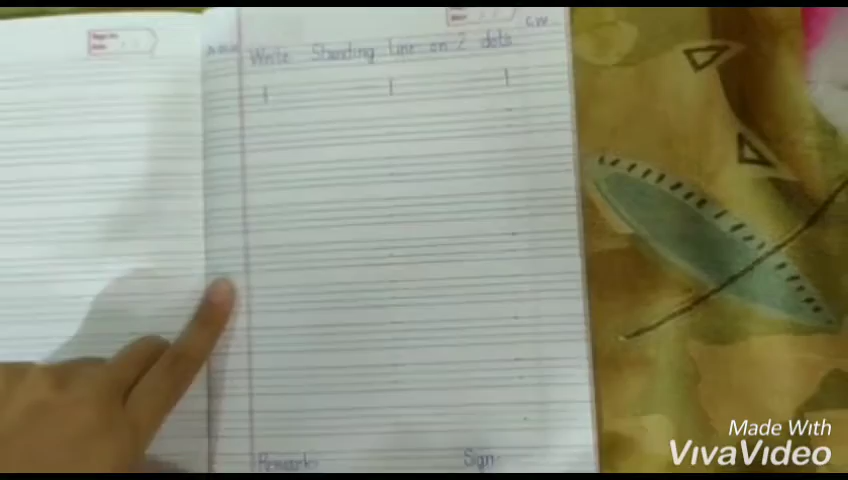 C.W
Write Standing line on 2 dots
Remarks
Sign
Made With
VivaVideo